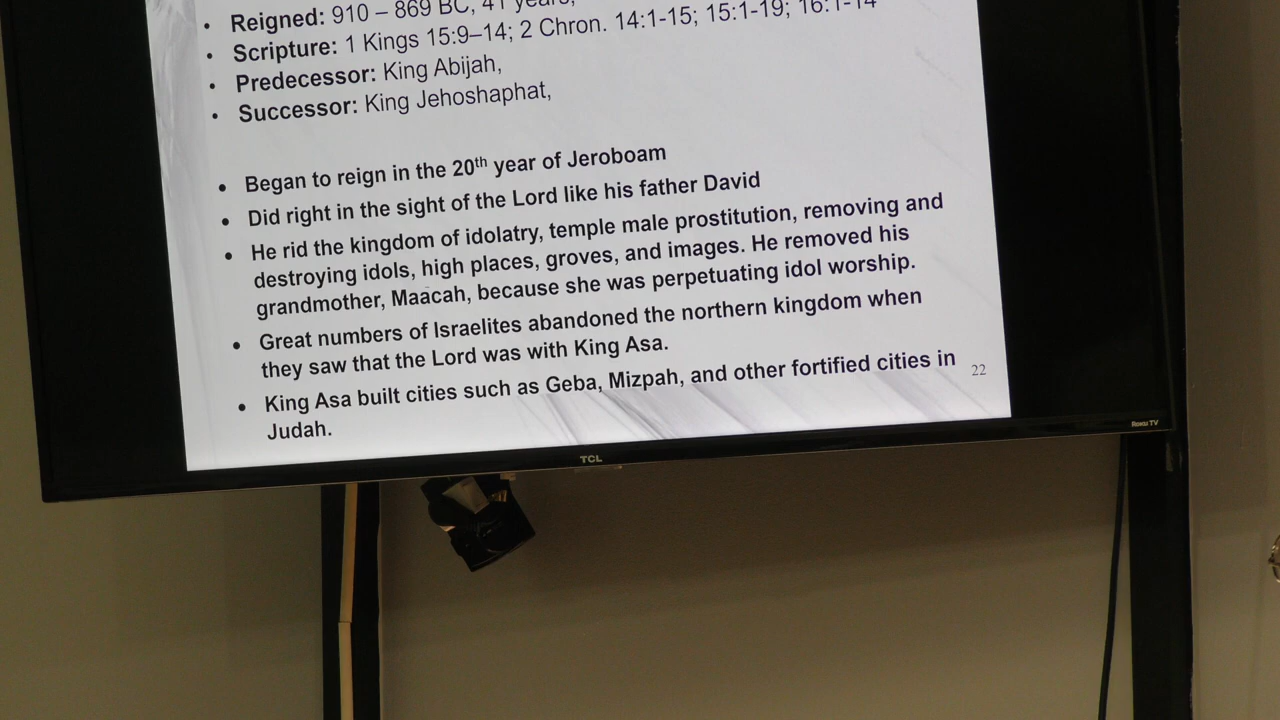 • Reigned: 910 – 869 BC, 41 years,
• Scripture: 1 Kings 15:9–14; 2 Chron. 14:1-15; 15:1-19; 16:1-14
• Predecessor: King Abijah,
• Successor: King Jehoshaphat,
• Began to reign in the 20th year of Jeroboam
• Did right in the sight of the Lord like his father David
• He rid the kingdom of idolatry, temple male prostitution, removing and
destroying idols, high places, groves, and images. He removed his
grandmother, Maacah, because she was perpetuating idol worship.
• Great numbers of Israelites abandoned the northern kingdom when
they saw that the Lord was with King Asa.
• King Asa built cities such as Geba, Mizpah, and other fortified cities in
Judah.
22
TCL
Roku TV